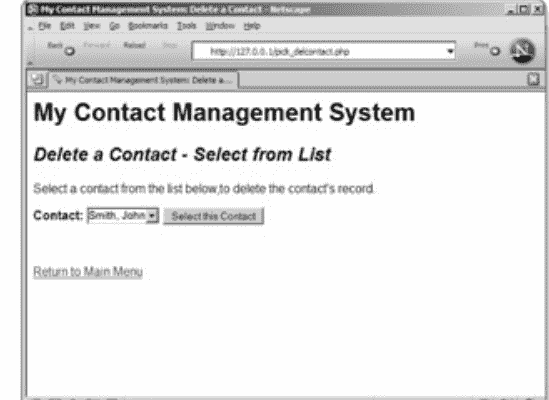 My Contact Management System: Delete a Contact - Netscape
File Edit View Go Bookmarks Tools Window Help
Back Forward Reload Stop http://127.0.0.1/pick_delcontact.php Print N
My Contact Management System: Delete a...
My Contact Management System
Delete a Contact - Select from List
Select a contact from the list below,to delete the contact's record.
Contact: Smith, John Select this Contact
Return to Main Menu